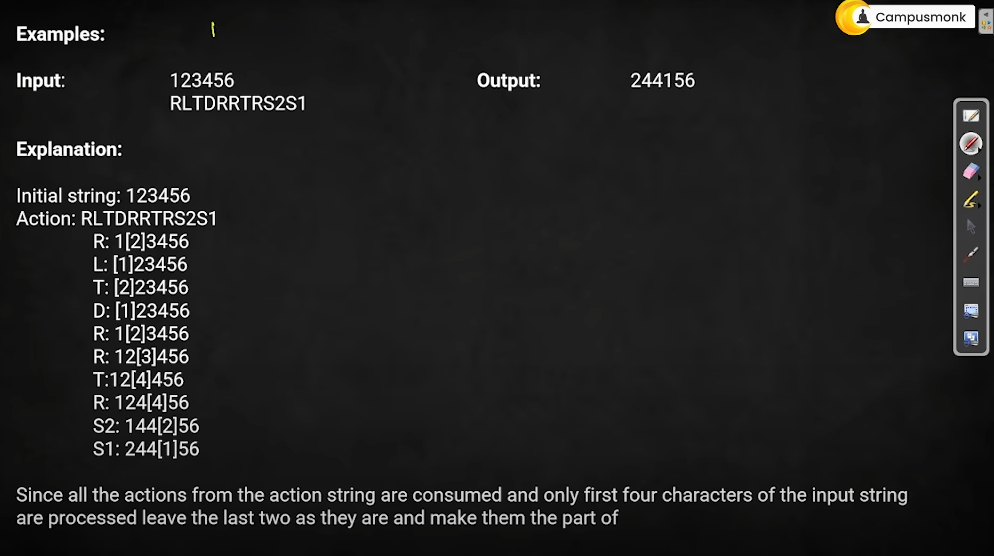 Campusmonk
Examples:
Input: 123456 Output: 244156
RLTDRRTRS2S1
Explanation:
Initial string: 123456
Action: RLTDRRTRS2S1
R: 1[2]3456
L: [1]23456
T: [2]23456
D: [1]23456
R: 1[2]3456
R: 12[3]456
T:12[4]456
R: 124[4]56
S2: 144[2]56
S1: 244[1]56
Since all the actions from the action string are consumed and only first four characters of the input string
are processed leave the last two as they are and make them the part of